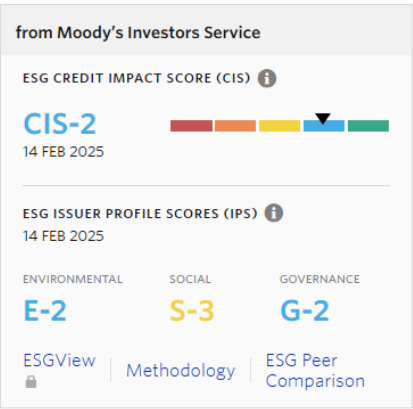 from Moody's Investors Service
ESG CREDIT IMPACT SCORE (CIS) i
CIS-2
14 FEB 2025
ESG ISSUER PROFILE SCORES (IPS) i
14 FEB 2025
ENVIRONMENTAL SOCIAL GOVERNANCE
E-2 S-3 G-2
ESGView Methodology ESG Peer
Comparison